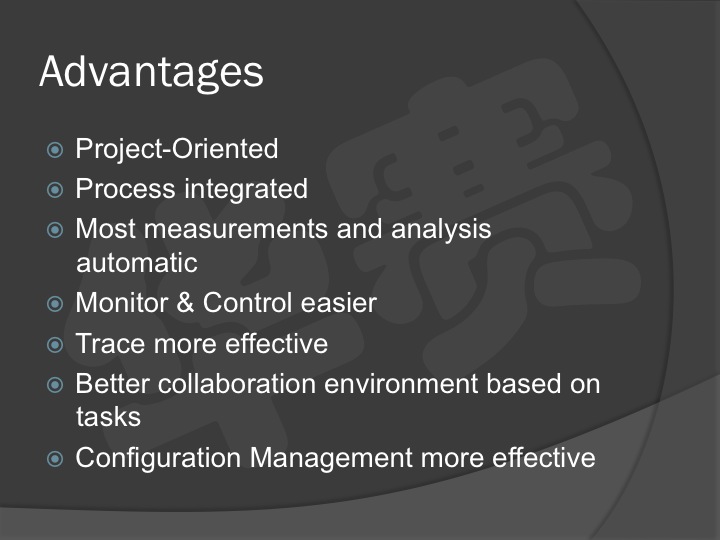 Advantages
Project-Oriented
Process integrated
Most measurements and analysis
automatic
Monitor & Control easier
Trace more effective
Better collaboration environment based on
tasks
Configuration Management more effective